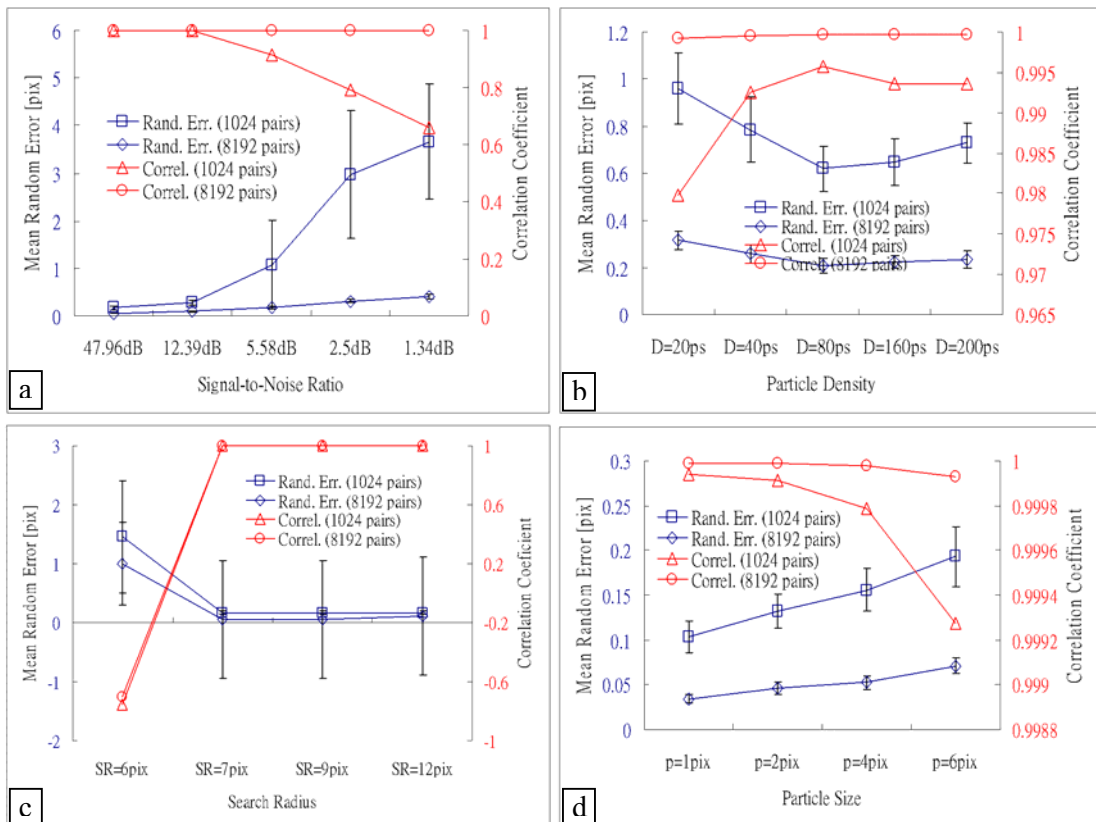 6
5
4
3
2
1
0
Mean Random Error [pix]
Rand. Err. (1024 pairs)
Rand. Err. (8192 pairs)
Correl. (1024 pairs)
Correl. (8192 pairs)
1
0.8
0.6
0.4
0.2
0
Correlation Coefficient
47.96dB
12.39dB
5.58dB
2.5dB
1.34dB
Signal-to-Noise Ratio
a
1.2
1
0.8
0.6
0.4
0.2
0
Mean Random Error [pix]
Rand. Err. (1024 pairs)
Rand. Err. (8192 pairs)
Correl. (1024 pairs)
Correl. (8192 pairs)
1
0.995
0.99
0.985
0.98
0.975
0.97
0.965
Correlation Coefficient
D=20ps
D=40ps
D=80ps
D=160ps
D=200ps
Particle Density
b
3
2
1
0
-1
-2
Mean Random Error [pix]
Rand. Err. (1024 pairs)
Rand. Err. (8192 pairs)
Correl. (1024 pairs)
Correl. (8192 pairs)
1
0.6
0.2
-0.2
-0.6
-1
Correlation Coeficient
SR=6pix
SR=7pix
SR=9pix
SR=12pix
Search Radius
c
0.3
0.25
0.2
0.15
0.1
0.05
0
Mean Random Error [pix]
Rand. Err. (1024 pairs)
Rand. Err. (8192 pairs)
Correl. (1024 pairs)
Correl. (8192 pairs)
1
0.9998
0.9996
0.9994
0.9992
0.999
0.9988
Correlation Coefficient
p=1pix
p=2pix
p=4pix
p=6pix
Particle Size
d